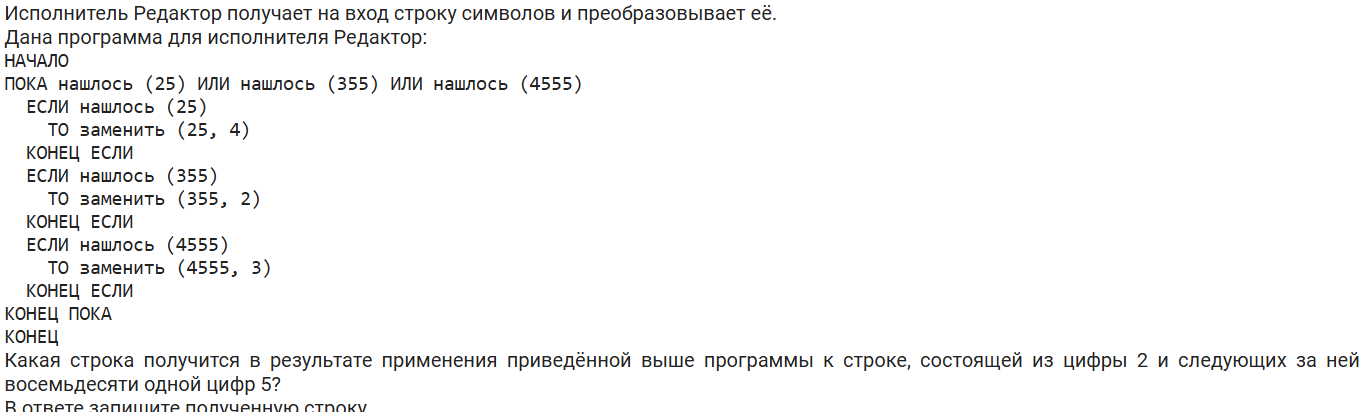 Исполнитель Редактор получает на вход строку символов и преобразовывает её.
Дана программа для исполнителя Редактор:
НАЧАЛО
ПОКА нашлось (25) ИЛИ нашлось (355) ИЛИ нашлось (4555)
ЕСЛИ нашлось (25)
ТО заменить (25, 4)
КОНЕЦ ЕСЛИ
ЕСЛИ нашлось (355)
ТО заменить (355, 2)
КОНЕЦ ЕСЛИ
ЕСЛИ нашлось (4555)
ТО заменить (4555, 3)
КОНЕЦ ЕСЛИ
КОНЕЦ ПОКА
КОНЕЦ
Какая строка получится в результате применения приведённой выше программы к строке, состоящей из цифры 2 и следующих за ней
восемьдесяти одной цифр 5?
В ответе запишите полученную строку